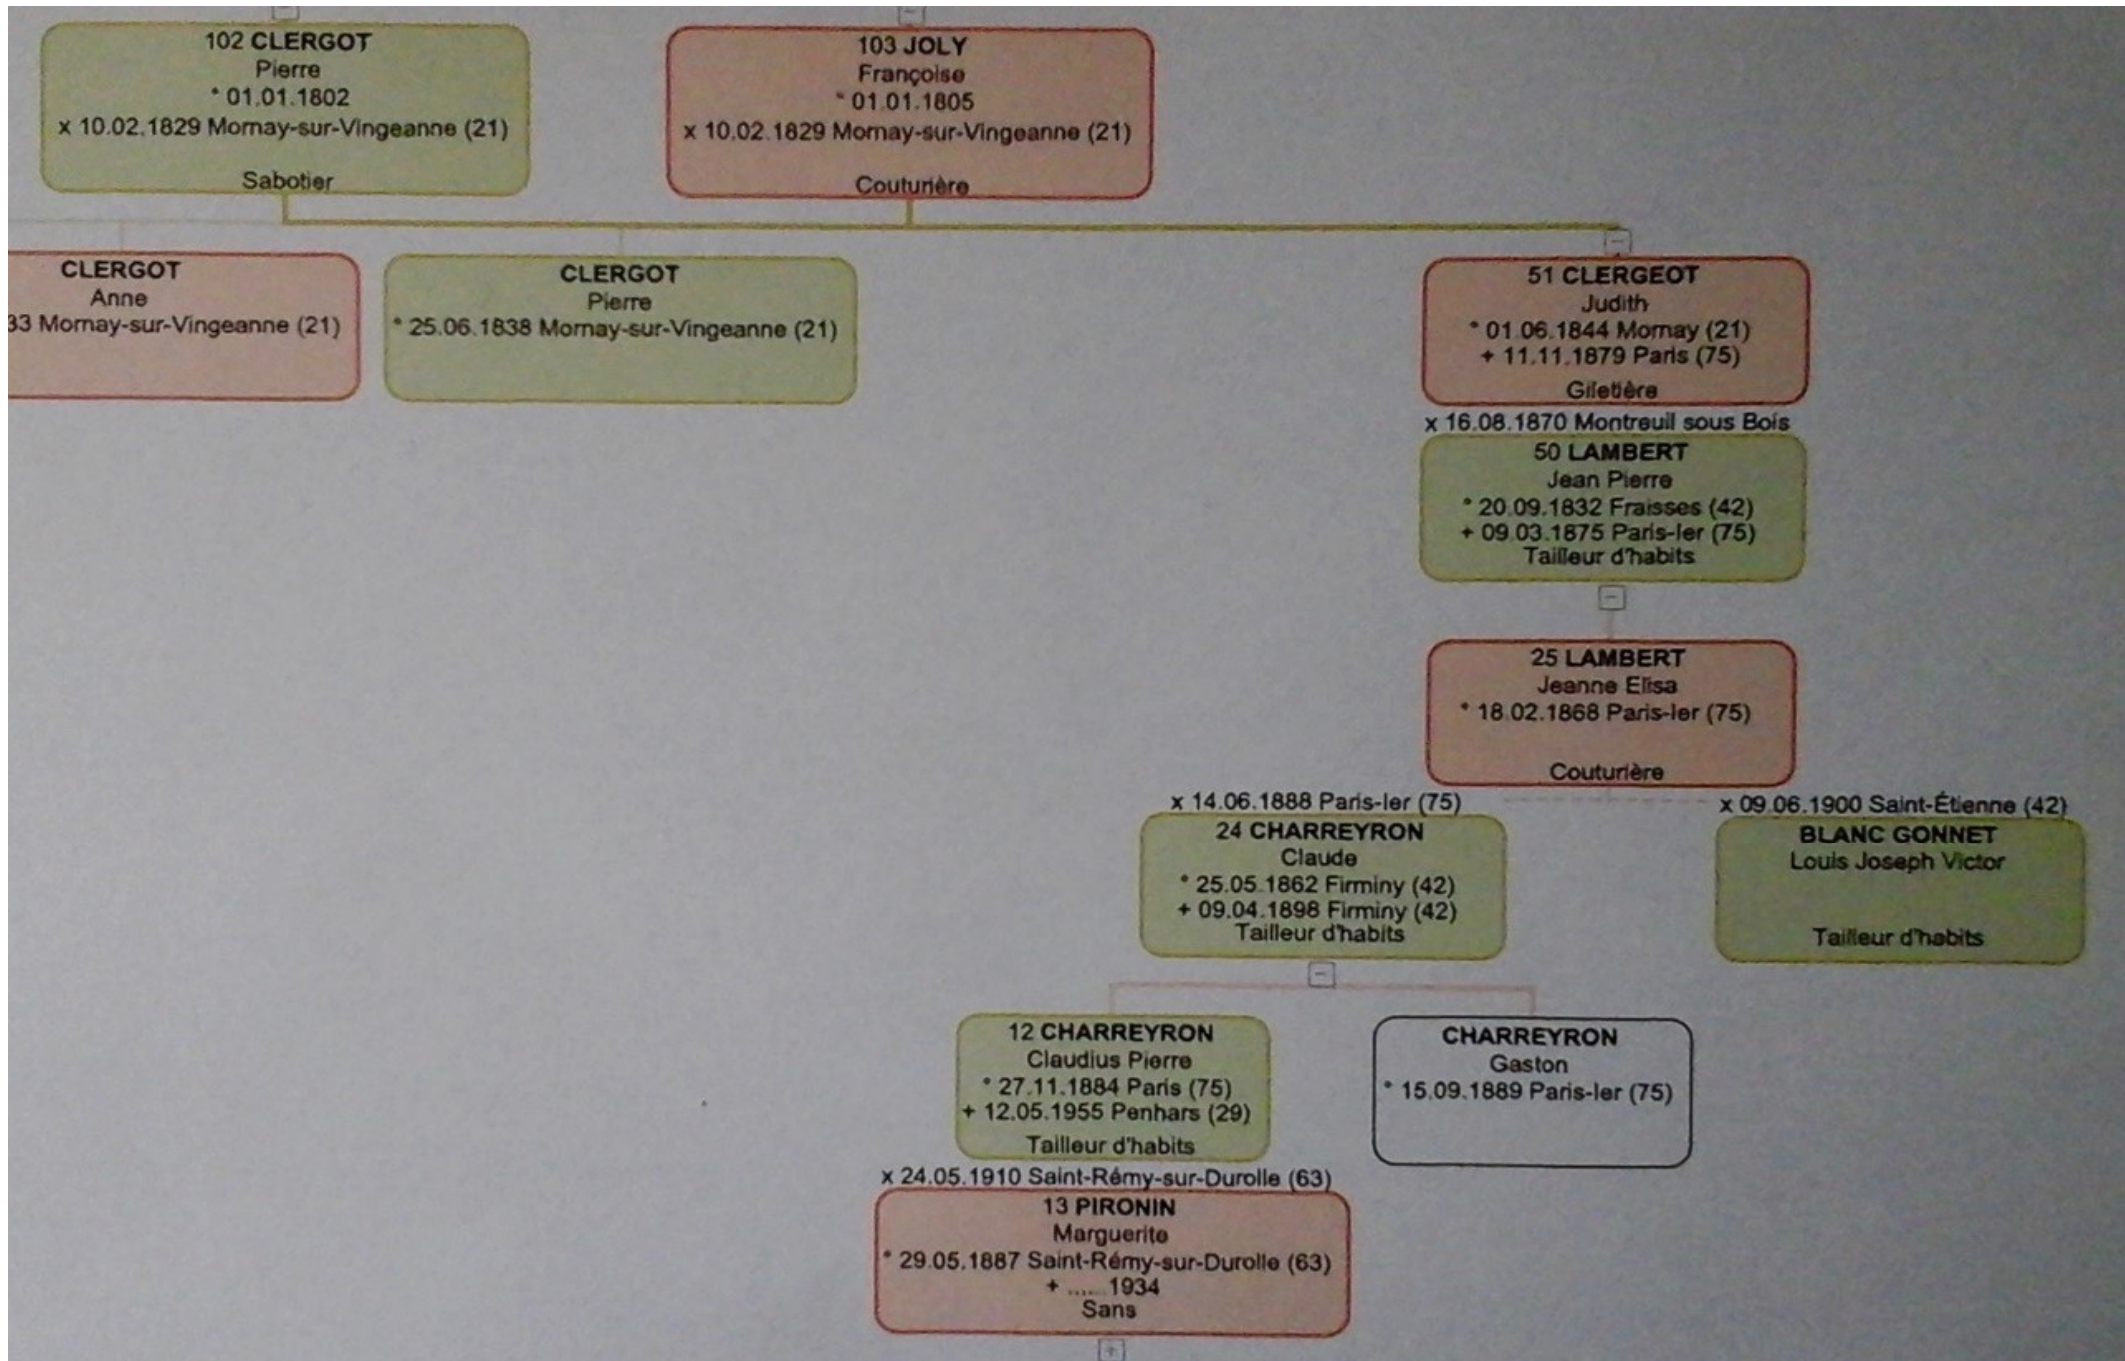 102 CLERGOT
Pierre
* 01.01.1802
x 10.02.1829 Mornay-sur-Vingeanne (21)
Sabotier
103 JOLY
Françoise
* 01.01.1805
x 10.02.1829 Mornay-sur-Vingeanne (21)
Couturière
CLERGOT
Anne
33 Mornay-sur-Vingeanne (21)
CLERGOT
Pierre
* 25.06.1838 Mornay-sur-Vingeanne (21)
51 CLERGEOT
Judith
* 01.06.1844 Mornay (21)
+ 11.11.1879 Paris (75)
Giletière
x 16.08.1870 Montreuil sous Bois
50 LAMBERT
Jean Pierre
* 20.09.1832 Fraisses (42)
+ 09.03.1875 Paris-Ier (75)
Tailleur d'habits
25 LAMBERT
Jeanne Elisa
* 18.02.1868 Paris-Ier (75)
Couturière
x 14.06.1888 Paris-Ier (75)
24 CHARREYRON
Claude
* 25.05.1862 Firminy (42)
+ 09.04.1898 Firminy (42)
Tailleur d'habits
x 09.06.1900 Saint-Étienne (42)
BLANC GONNET
Louis Joseph Victor
Tailleur d'habits
12 CHARREYRON
Claudius Pierre
* 27.11.1884 Paris (75)
+ 12.05.1955 Penhars (29)
Tailleur d'habits
CHARREYRON
Gaston
* 15.09.1889 Paris-Ier (75)
x 24.05.1910 Saint-Rémy-sur-Durolle (63)
13 PIRONIN
Marguerite
* 29.05.1887 Saint-Rémy-sur-Durolle (63)
+ ...... 1934
Sans